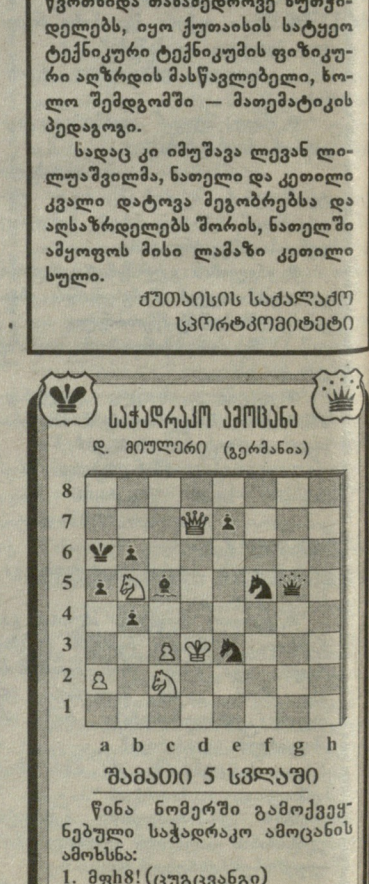 დელებს, იყო ქუთაისის სატყეო
ტექნიკური ტექნიკუმის ფიზიკუ-
რი აღზრდის მასწავლებელი, ხო-
ლო შემდგომში — მათემატიკის
პედაგოგი.
სადაც კი იმუშავა ლევან ლი-
ლუაშვილმა, ნათელი და კეთილი
კვალი დატოვა მეგობრებსა და
აღსაზრდელებს შორის, ნათელში
ამყოფოს მისი ლამაზი კეთილი
სული.
ქუთაისის საქალაქო
სპორტკომიტეტი
საჭადრაკო ამოცანა
დ. მიულერი (გერმანია)
8
7
6
5
4
3
2
1
a b c d e f g h
შამათი 5 სვლაში
წინა ნომერში გამოქვეყ-
ნებული საჭადრაკო ამოცანის
ამოხსნა:
1. მფh8! (ცუგცვანგი)